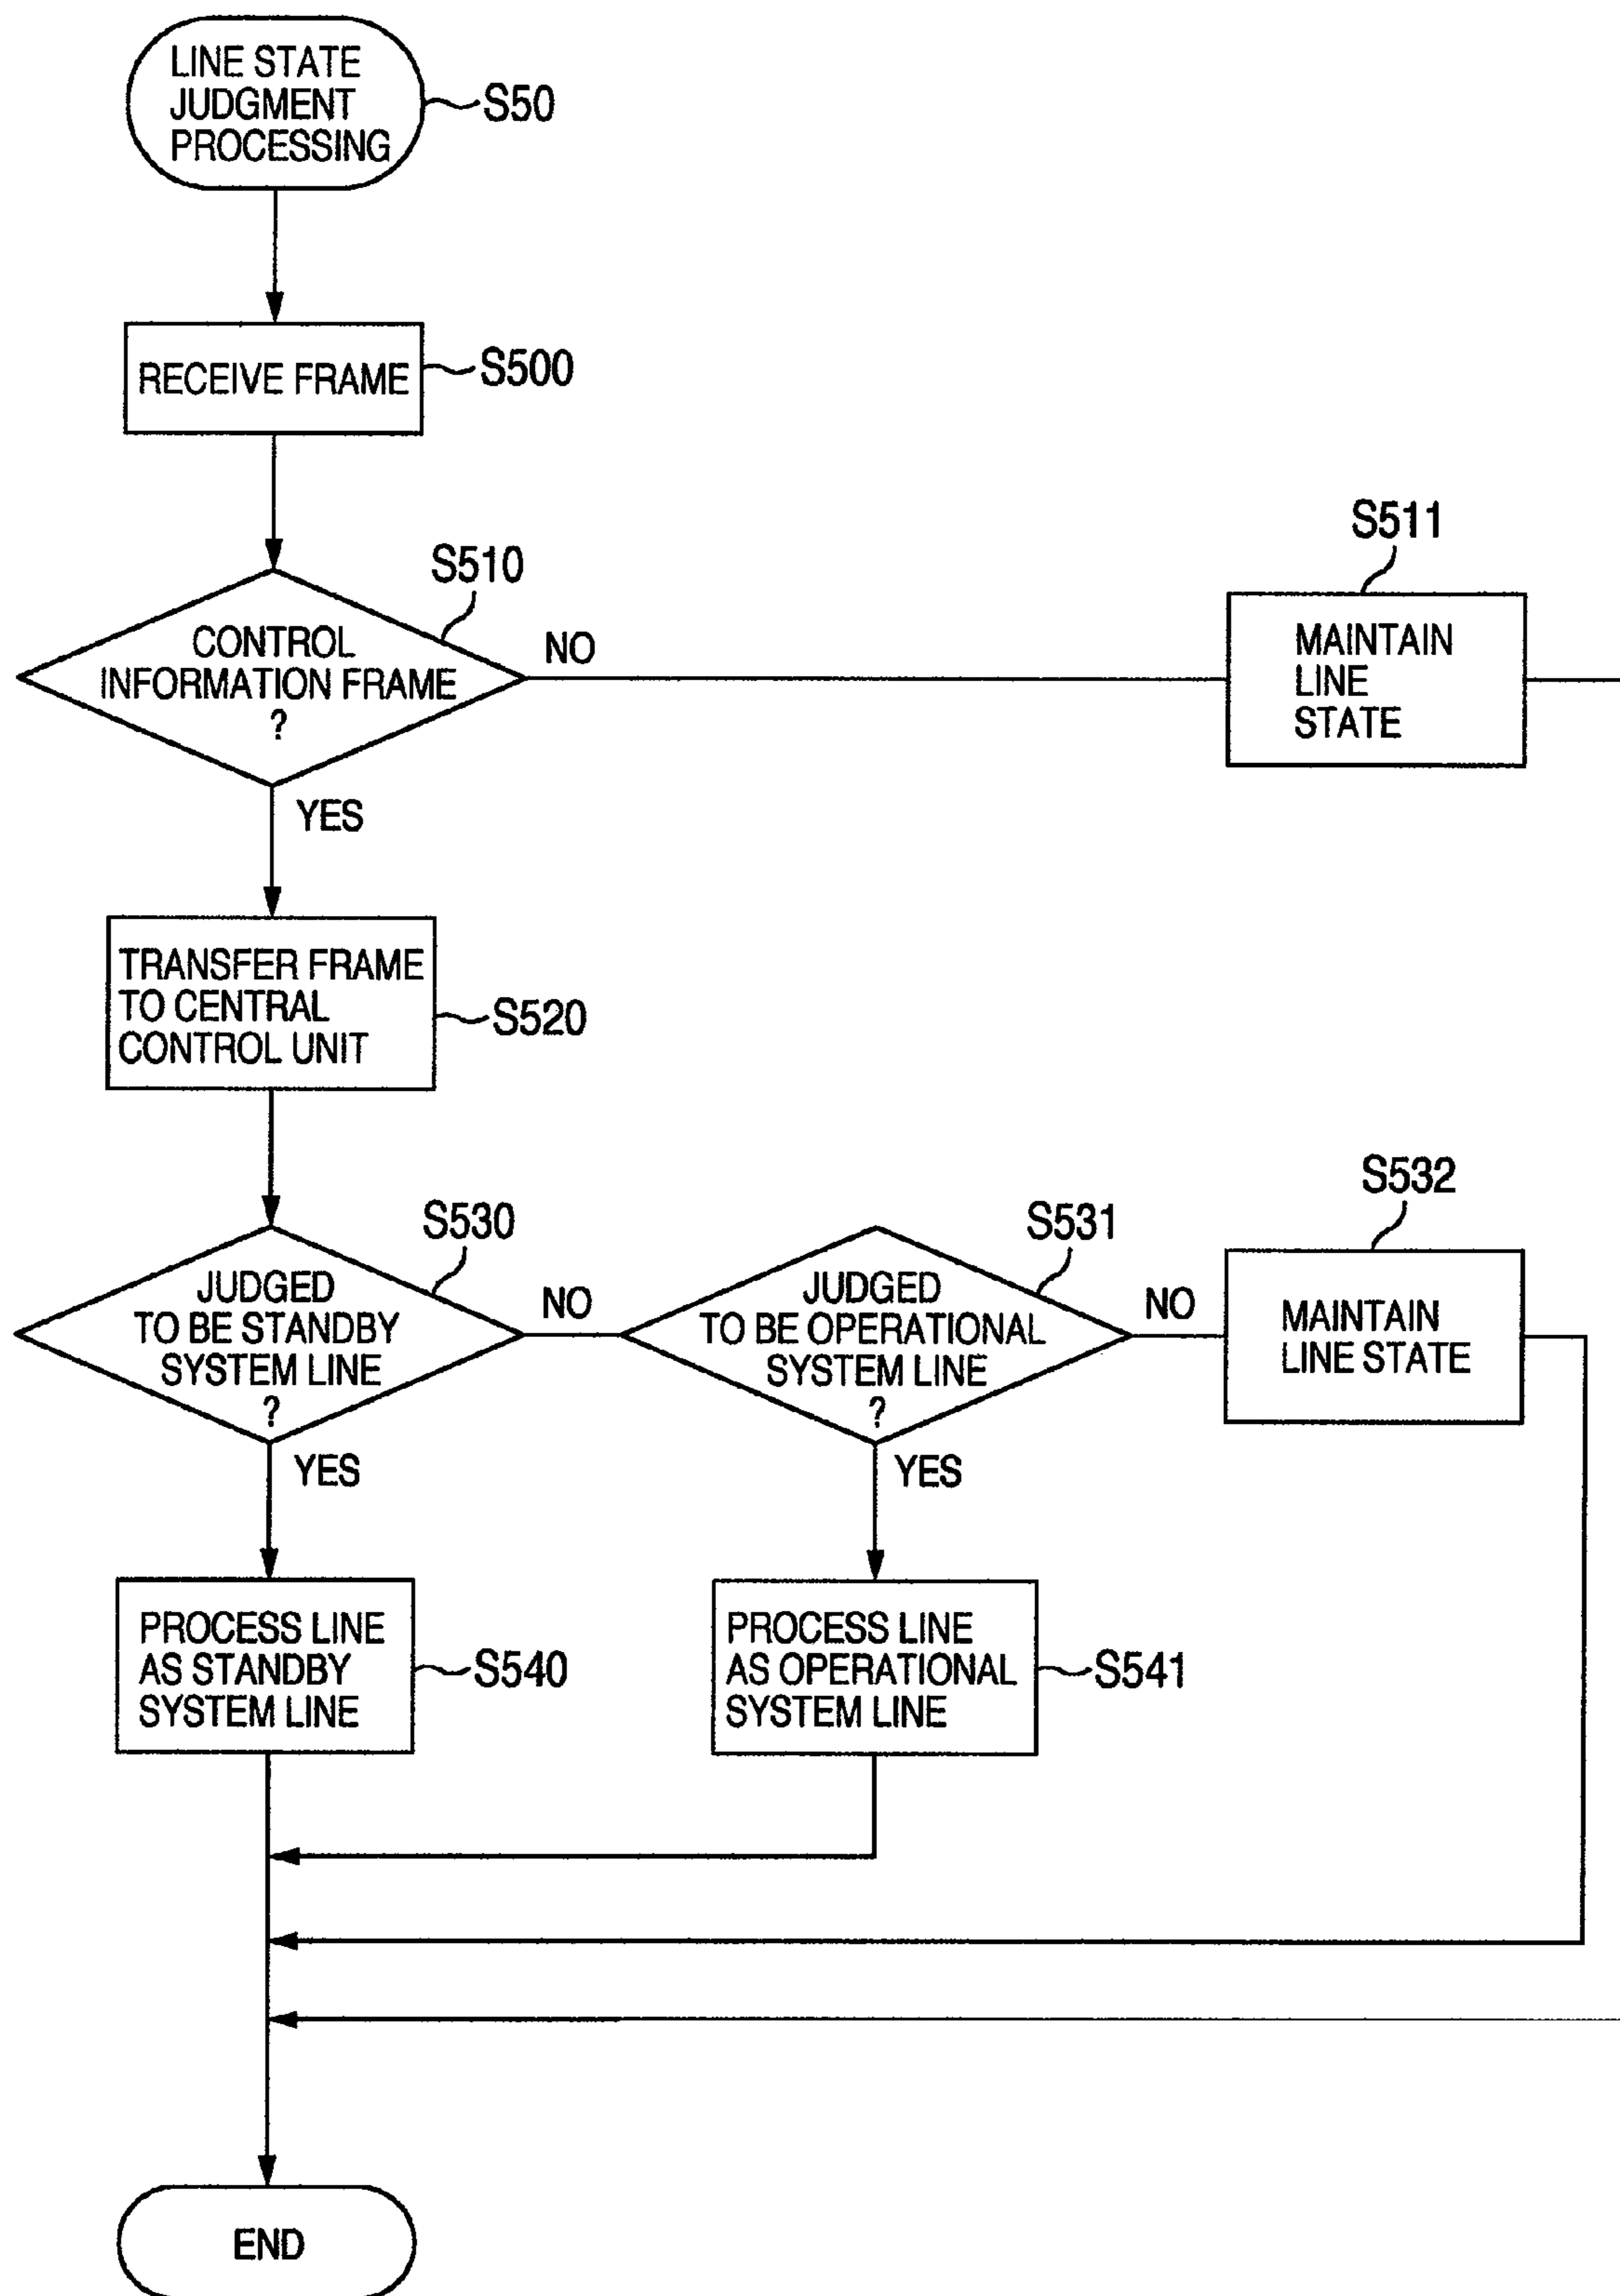 LINE STATE
JUDGMENT
PROCESSING
S50
RECEIVE FRAME
S500
S510
CONTROL
INFORMATION FRAME
?
NO
YES
S511
MAINTAIN
LINE
STATE
TRANSFER FRAME
TO CENTRAL
CONTROL UNIT
S520
S530
JUDGED
TO BE STANDBY
SYSTEM LINE
?
NO
YES
S531
JUDGED
TO BE OPERATIONAL
SYSTEM LINE
?
NO
YES
S532
MAINTAIN
LINE STATE
PROCESS LINE
AS STANDBY
SYSTEM LINE
S540
PROCESS LINE
AS OPERATIONAL
SYSTEM LINE
S541
END